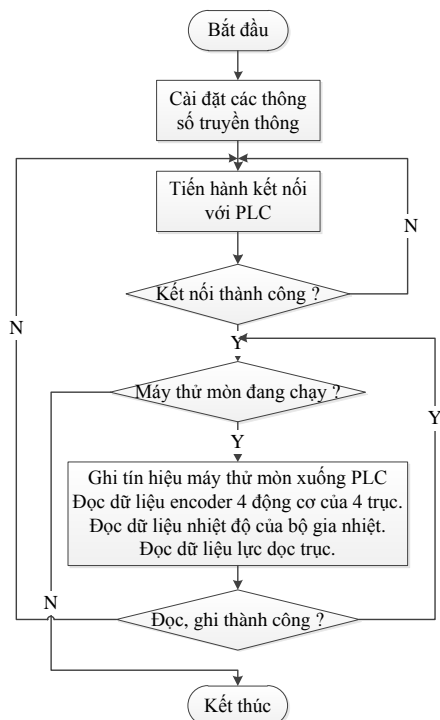 Bắt đầu
Cài đặt các thông
số truyền thông
Tiến hành kết nối
với PLC
N
Kết nối thành công ?
N
Y
Máy thử mòn đang chạy ?
Y
Y
Ghi tín hiệu máy thử mòn xuống PLC
Đọc dữ liệu encoder 4 động cơ của 4 trục.
Đọc dữ liệu nhiệt độ của bộ gia nhiệt.
Đọc dữ liệu lực dọc trục.
N
Đọc, ghi thành công ?
Kết thúc